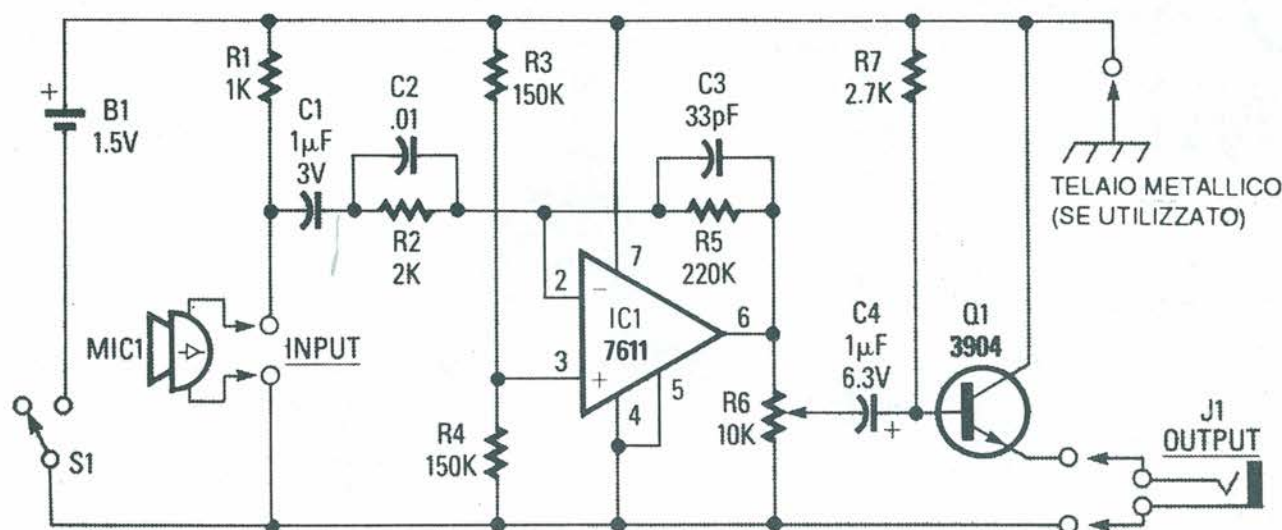 R1
1K
R3
150K
R7
2.7K
+
B1
1.5V
C1
1µF
3V
C2
.01
C3
33pF
TELAIO METALLICO
(SE UTILIZZATO)
R2
2K
R5
220K
7
2
−
IC1
7611
6
3
+
4
5
MIC1
INPUT
C4
1µF
6.3V
+
Q1
3904
R6
10K
R4
150K
S1
J1
OUTPUT